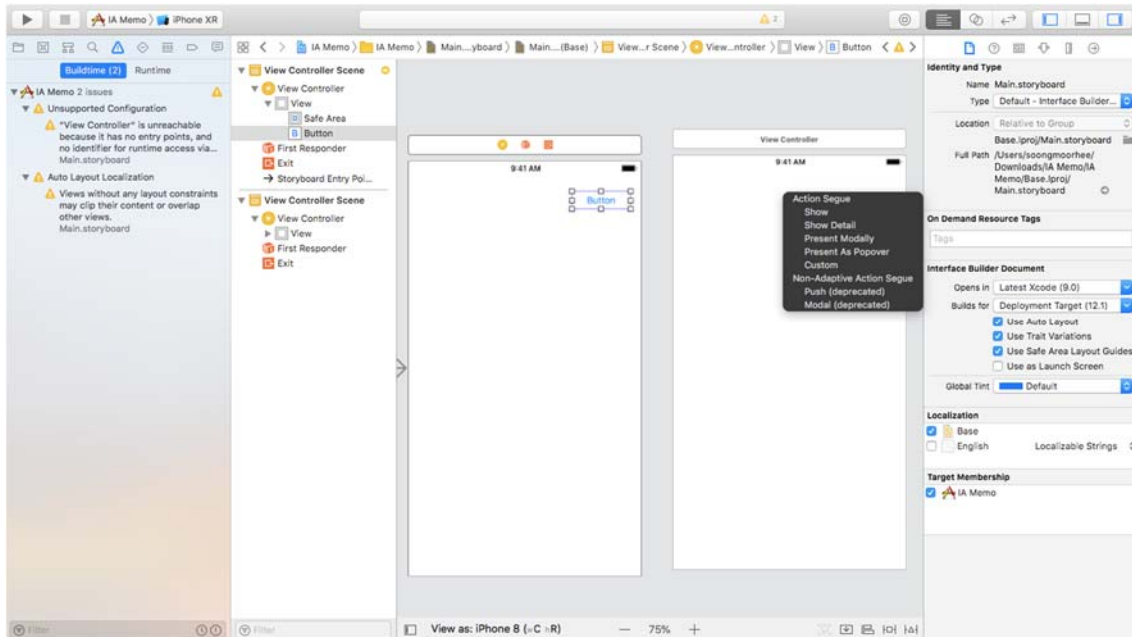 IA Memo > iPhone XR
2
IA Memo > IA Memo > Main....yboard > Main....(Base) > View...r Scene > View...ntroller > View > B Button
Buildtime (2) Runtime
IA Memo 2 issues
Unsupported Configuration
"View Controller" is unreachable
because it has no entry points, and
no identifier for runtime access via...
Main.storyboard
Auto Layout Localization
Views without any layout constraints
may clip their content or overlap
other views.
Main.storyboard
Filter
View Controller Scene
View Controller
View
Safe Area
B Button
First Responder
Exit
Storyboard Entry Poi...
View Controller Scene
View Controller
View
First Responder
Exit
Filter
9:41 AM
Button
View Controller
9:41 AM
Action Segue
Show
Show Detail
Present Modally
Present As Popover
Custom
Non-Adaptive Action Segue
Push (deprecated)
Modal (deprecated)
View as: iPhone 8 (wC hR)
75%
Identity and Type
Name Main.storyboard
Type Default - Interface Builder...
Location Relative to Group
Base.lproj/Main.storyboard
Full Path /Users/soongmoorhee/
Downloads/IA Memo/IA
Memo/Base.lproj/
Main.storyboard
On Demand Resource Tags
Tags
Interface Builder Document
Opens in Latest Xcode (9.0)
Builds for Deployment Target (12.1)
Use Auto Layout
Use Trait Variations
Use Safe Area Layout Guides
Use as Launch Screen
Global Tint Default
Localization
Base
English Localizable Strings
Target Membership
IA Memo